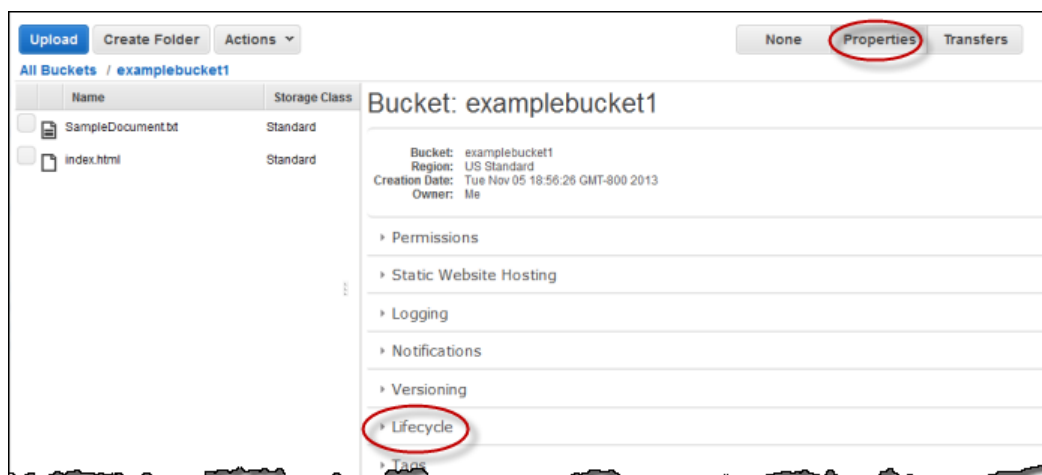 Upload Create Folder Actions None Properties Transfers
All Buckets / examplebucket1
Name Storage Class
SampleDocument.txt Standard
index.html Standard
Bucket: examplebucket1
Bucket: examplebucket1
Region: US Standard
Creation Date: Tue Nov 05 18:56:26 GMT-800 2013
Owner: Me
Permissions
Static Website Hosting
Logging
Notifications
Versioning
Lifecycle
Tags